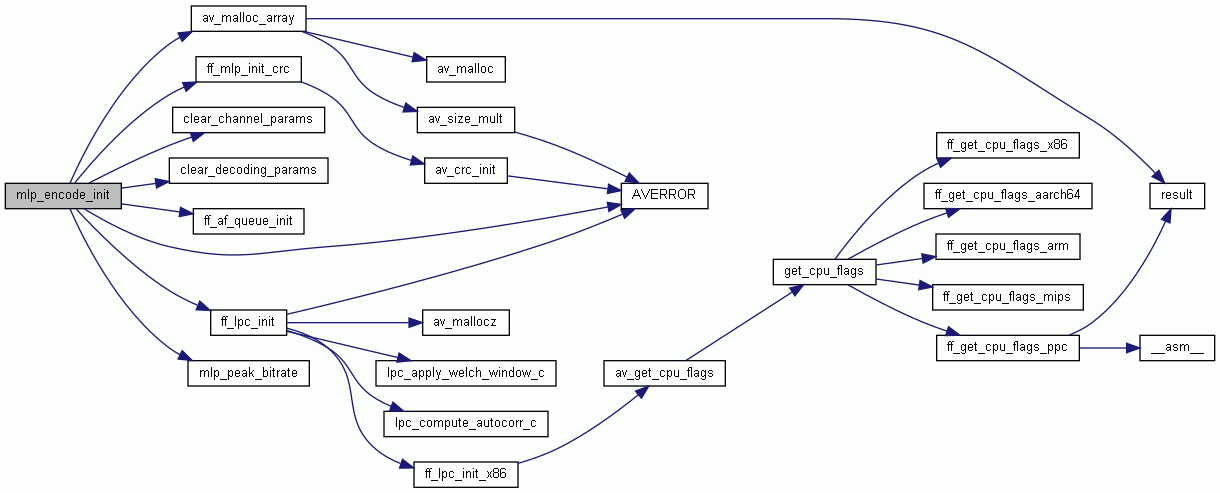 av_malloc_array
ff_mlp_init_crc
av_malloc
clear_channel_params
av_size_mult
ff_get_cpu_flags_x86
clear_decoding_params
av_crc_init
mlp_encode_init
AVERROR
ff_get_cpu_flags_aarch64
result
ff_af_queue_init
ff_get_cpu_flags_arm
get_cpu_flags
ff_get_cpu_flags_mips
ff_lpc_init
av_mallocz
ff_get_cpu_flags_ppc
__asm__
mlp_peak_bitrate
lpc_apply_welch_window_c
av_get_cpu_flags
lpc_compute_autocorr_c
ff_lpc_init_x86